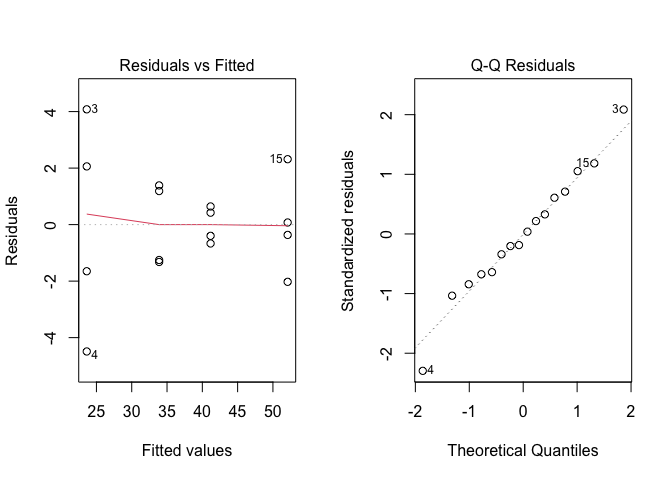 Residuals vs Fitted
Residuals
4
2
0
-2
-4
3
15
4
25 30 35 40 45 50
Fitted values
Q-Q Residuals
Standardized residuals
2
1
0
-1
-2
3
15
4
-2 -1 0 1 2
Theoretical Quantiles